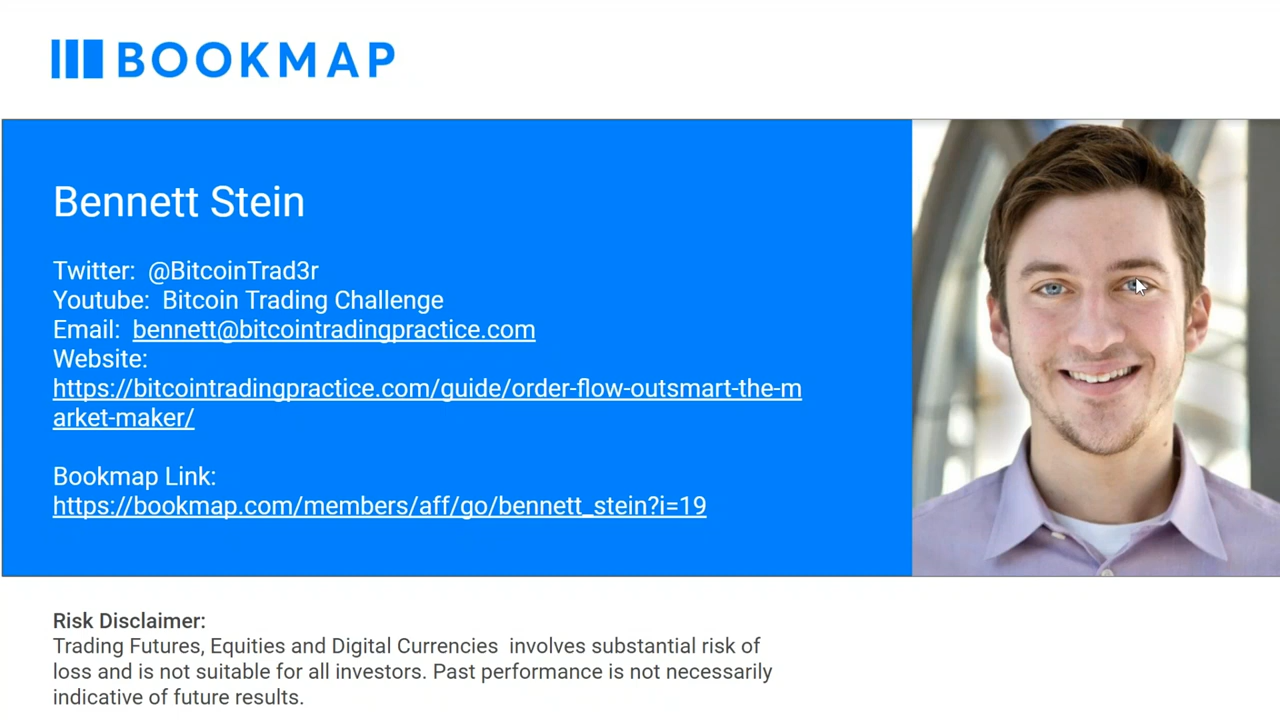 BOOKMAP
Bennett Stein
Twitter: @BitcoinTrad3r
Youtube: Bitcoin Trading Challenge
Email: bennett@bitcointradingpractice.com
Website:
https://bitcointradingpractice.com/guide/order-flow-outsmart-the-m
arket-maker/
Bookmap Link:
https://bookmap.com/members/aff/go/bennett_stein?i=19
Risk Disclaimer:
Trading Futures, Equities and Digital Currencies involves substantial risk of
loss and is not suitable for all investors. Past performance is not necessarily
indicative of future results.